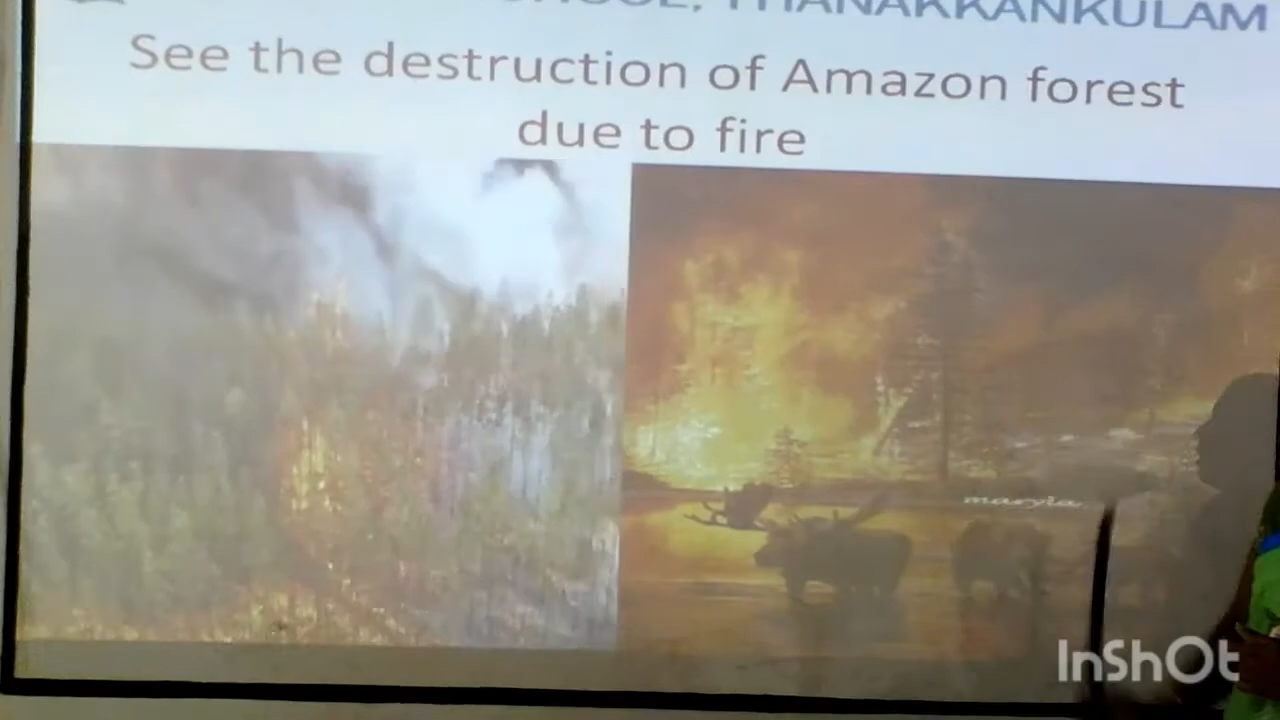 THANAKKANKULAM
See the destruction of Amazon forest
due to fire
InShOt